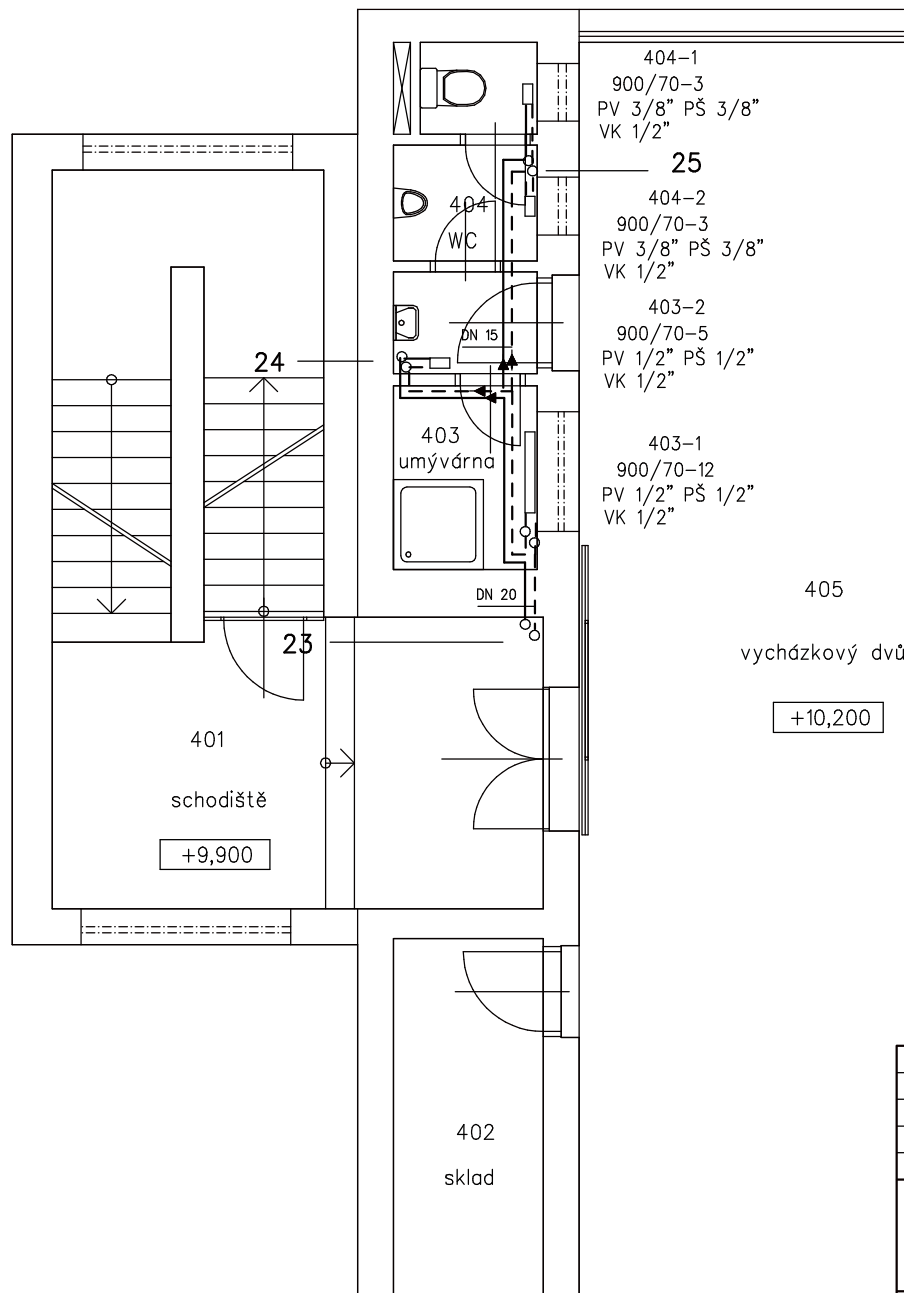 404-1
900/70-3
PV 3/8" PŠ 3/8"
VK 1/2"
25
404-2
900/70-3
PV 3/8" PŠ 3/8"
VK 1/2"
404
WC
403-2
900/70-5
PV 1/2" PŠ 1/2"
VK 1/2"
DN 15
24
403
umývárna
403-1
900/70-12
PV 1/2" PŠ 1/2"
VK 1/2"
DN 20
405
vycházkový dvů
+10,200
23
401
schodiště
+9,900
402
sklad